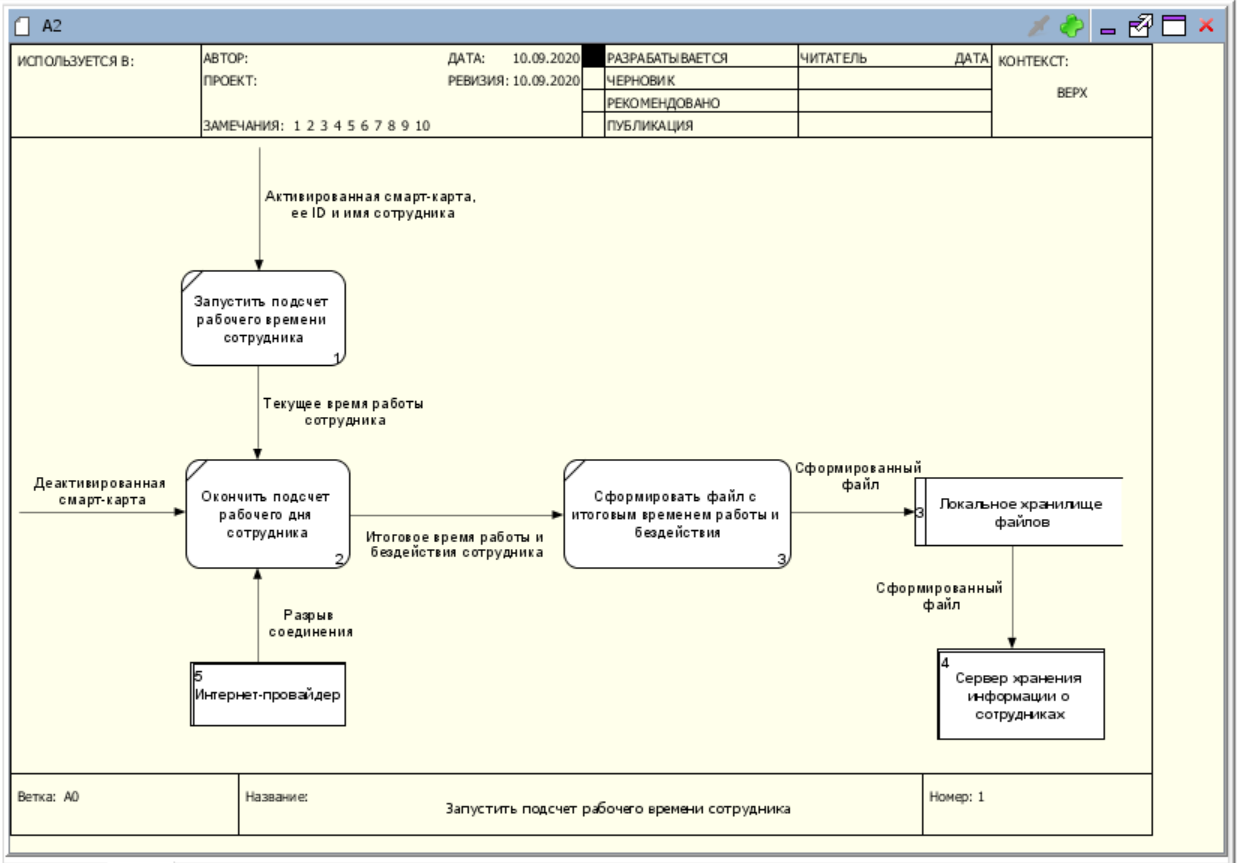 A2
ИСПОЛЬЗУЕТСЯ В:
АВТОР:
ДАТА: 10.09.2020
ПРОЕКТ:
РЕВИЗИЯ: 10.09.2020
ЗАМЕЧАНИЯ: 1 2 3 4 5 6 7 8 9 10
РАЗРАБАТЫВАЕТСЯ
ЧЕРНОВИК
РЕКОМЕНДОВАНО
ПУБЛИКАЦИЯ
ЧИТАТЕЛЬ
ДАТА
КОНТЕКСТ:
ВЕРХ
Активированная смарт-карта,
ее ID и имя сотрудника
Запустить подсчет
рабочего времени
сотрудника
1
Текущее время работы
сотрудника
Деактивированная
смарт-карта
Окончить подсчет
рабочего дня
сотрудника
2
Итоговое время работы и
бездействия сотрудника
Сформировать файл с
итоговым временем работы и
бездействия
3
Сформированный
файл
3
Локальное хранилище
файлов
Сформированный
файл
Разрыв
соединения
5
Интернет-провайдер
4
Сервер хранения
информации о
сотрудниках
Ветка: A0
Название:
Запустить подсчет рабочего времени сотрудника
Номер: 1